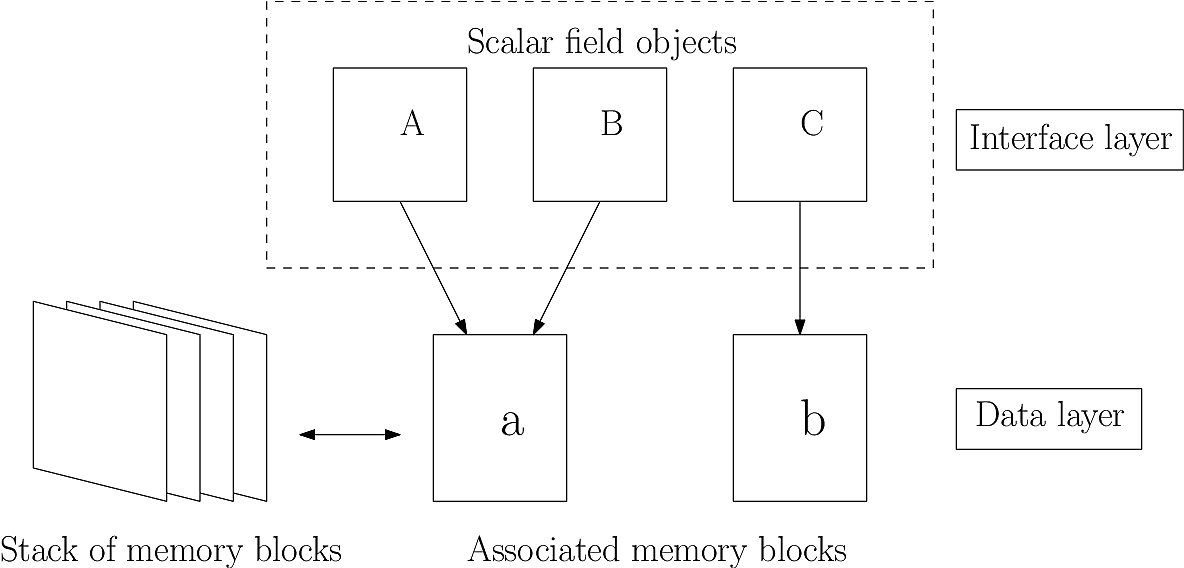 Scalar field objects
A
B
C
Interface layer
a
b
Data layer
Stack of memory blocks
Associated memory blocks